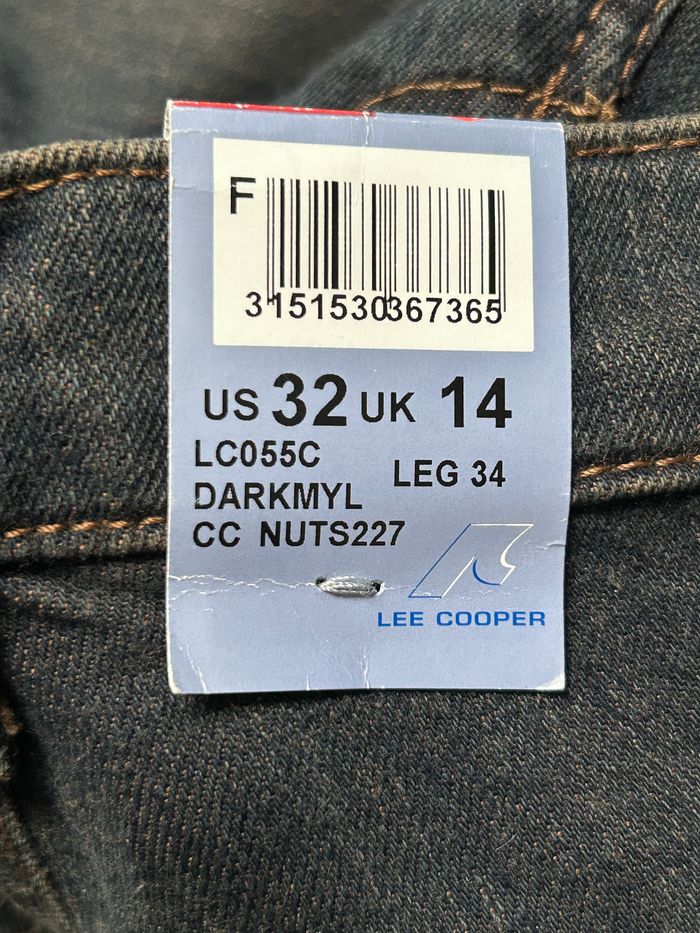 F
3151530367365
US 32 UK 14
LC055C
LEG 34
DARKMYL
CC NUTS227
LEE COOPER